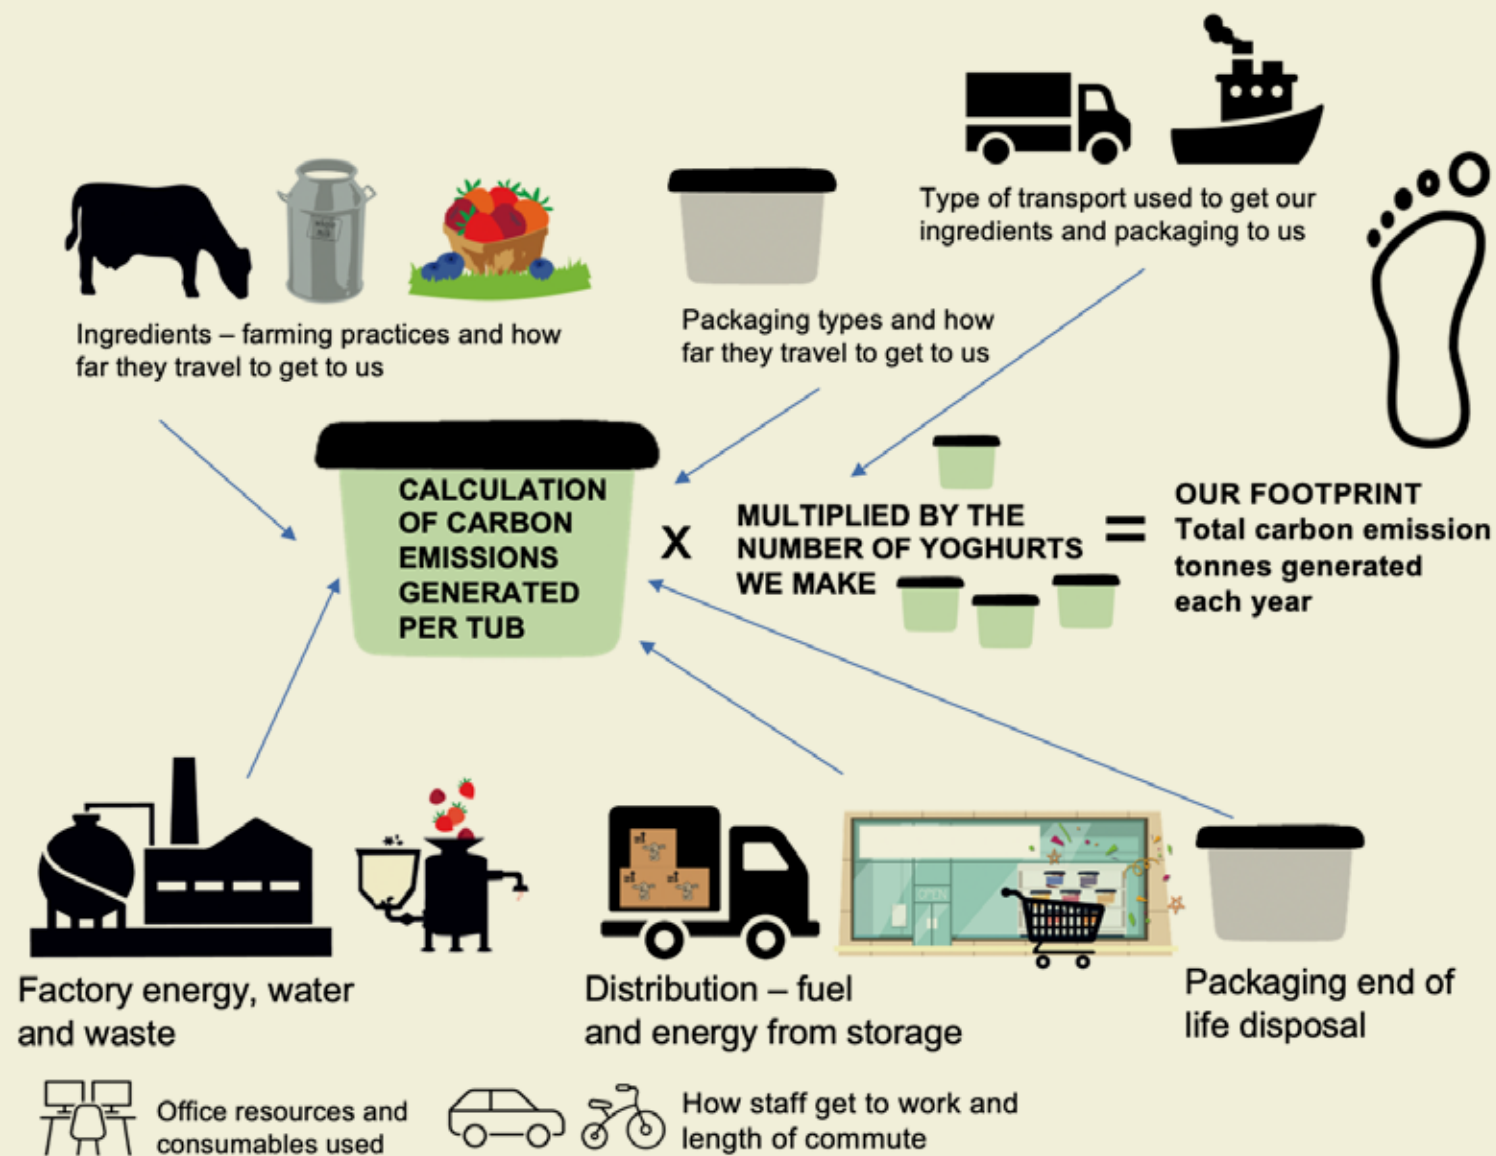 Type of transport used to get our
ingredients and packaging to us
Ingredients – farming practices and how
far they travel to get to us
Packaging types and how
far they travel to get to us
CALCULATION
OF CARBON
EMISSIONS
GENERATED
PER TUB
X
MULTIPLIED BY THE
NUMBER OF YOGHURTS
WE MAKE
=
OUR FOOTPRINT
Total carbon emission
tonnes generated
each year
OPEN
Factory energy, water
and waste
Distribution – fuel
and energy from storage
Packaging end of
life disposal
Office resources and
consumables used
How staff get to work and
length of commute